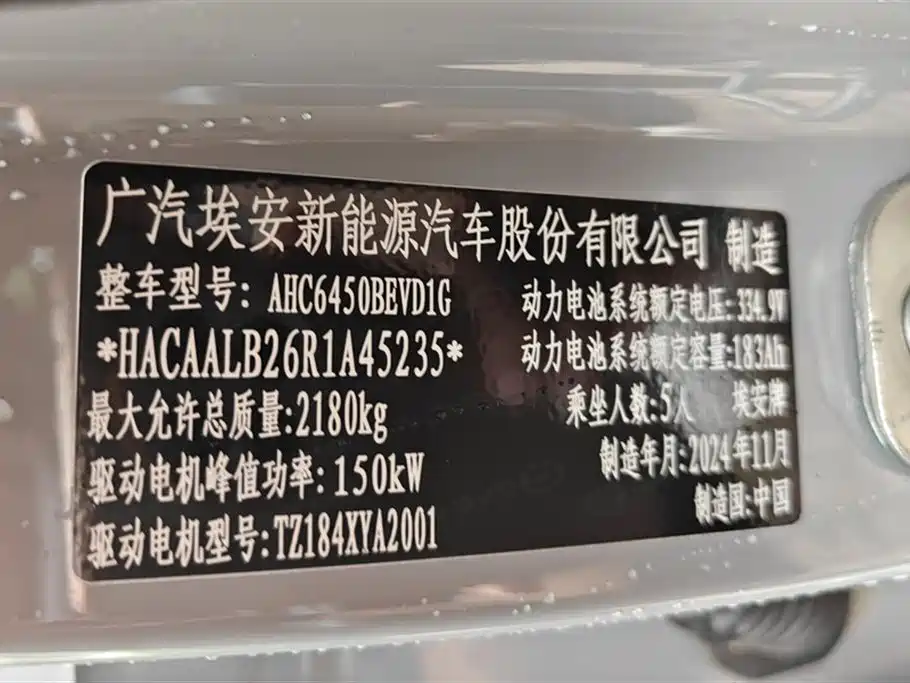 广汽埃安新能源汽车股份有限公司 制造
整车型号: AHC6450BEVD1G 动力电池系统额定电压:334.9V
*HACAALB26R1A45235* 动力电池系统额定容量:183Ah
最大允许总质量:2180kg 乘坐人数:5人 埃安牌
驱动电机峰值功率:150kW 制造年月:2024年11月
驱动电机型号:TZ184XYA2001 制造国:中国